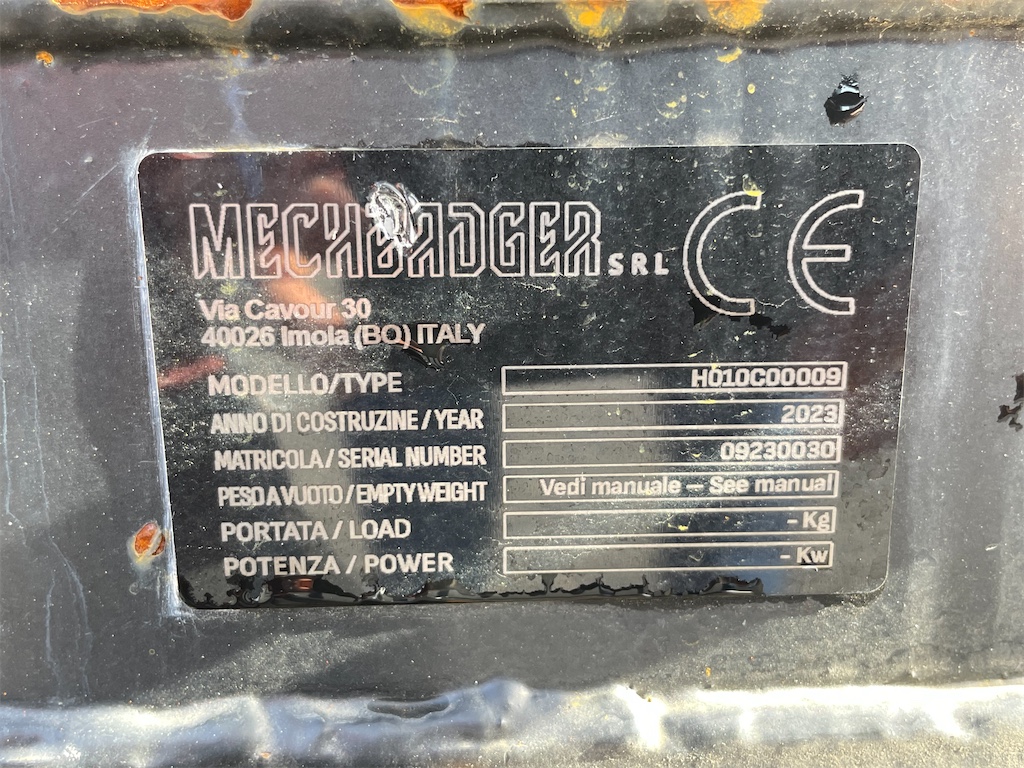 MECHBADGER SRL CE
Via Cavour 30
40026 Imola (BO) ITALY
MODELLO/TYPE H010C00009
ANNO DI COSTRUZINE / YEAR 2023
MATRICOLA / SERIAL NUMBER 09230030
PESO A VUOTO / EMPTY WEIGHT Vedi manuale – See manual
PORTATA / LOAD - Kg
POTENZA / POWER - Kw